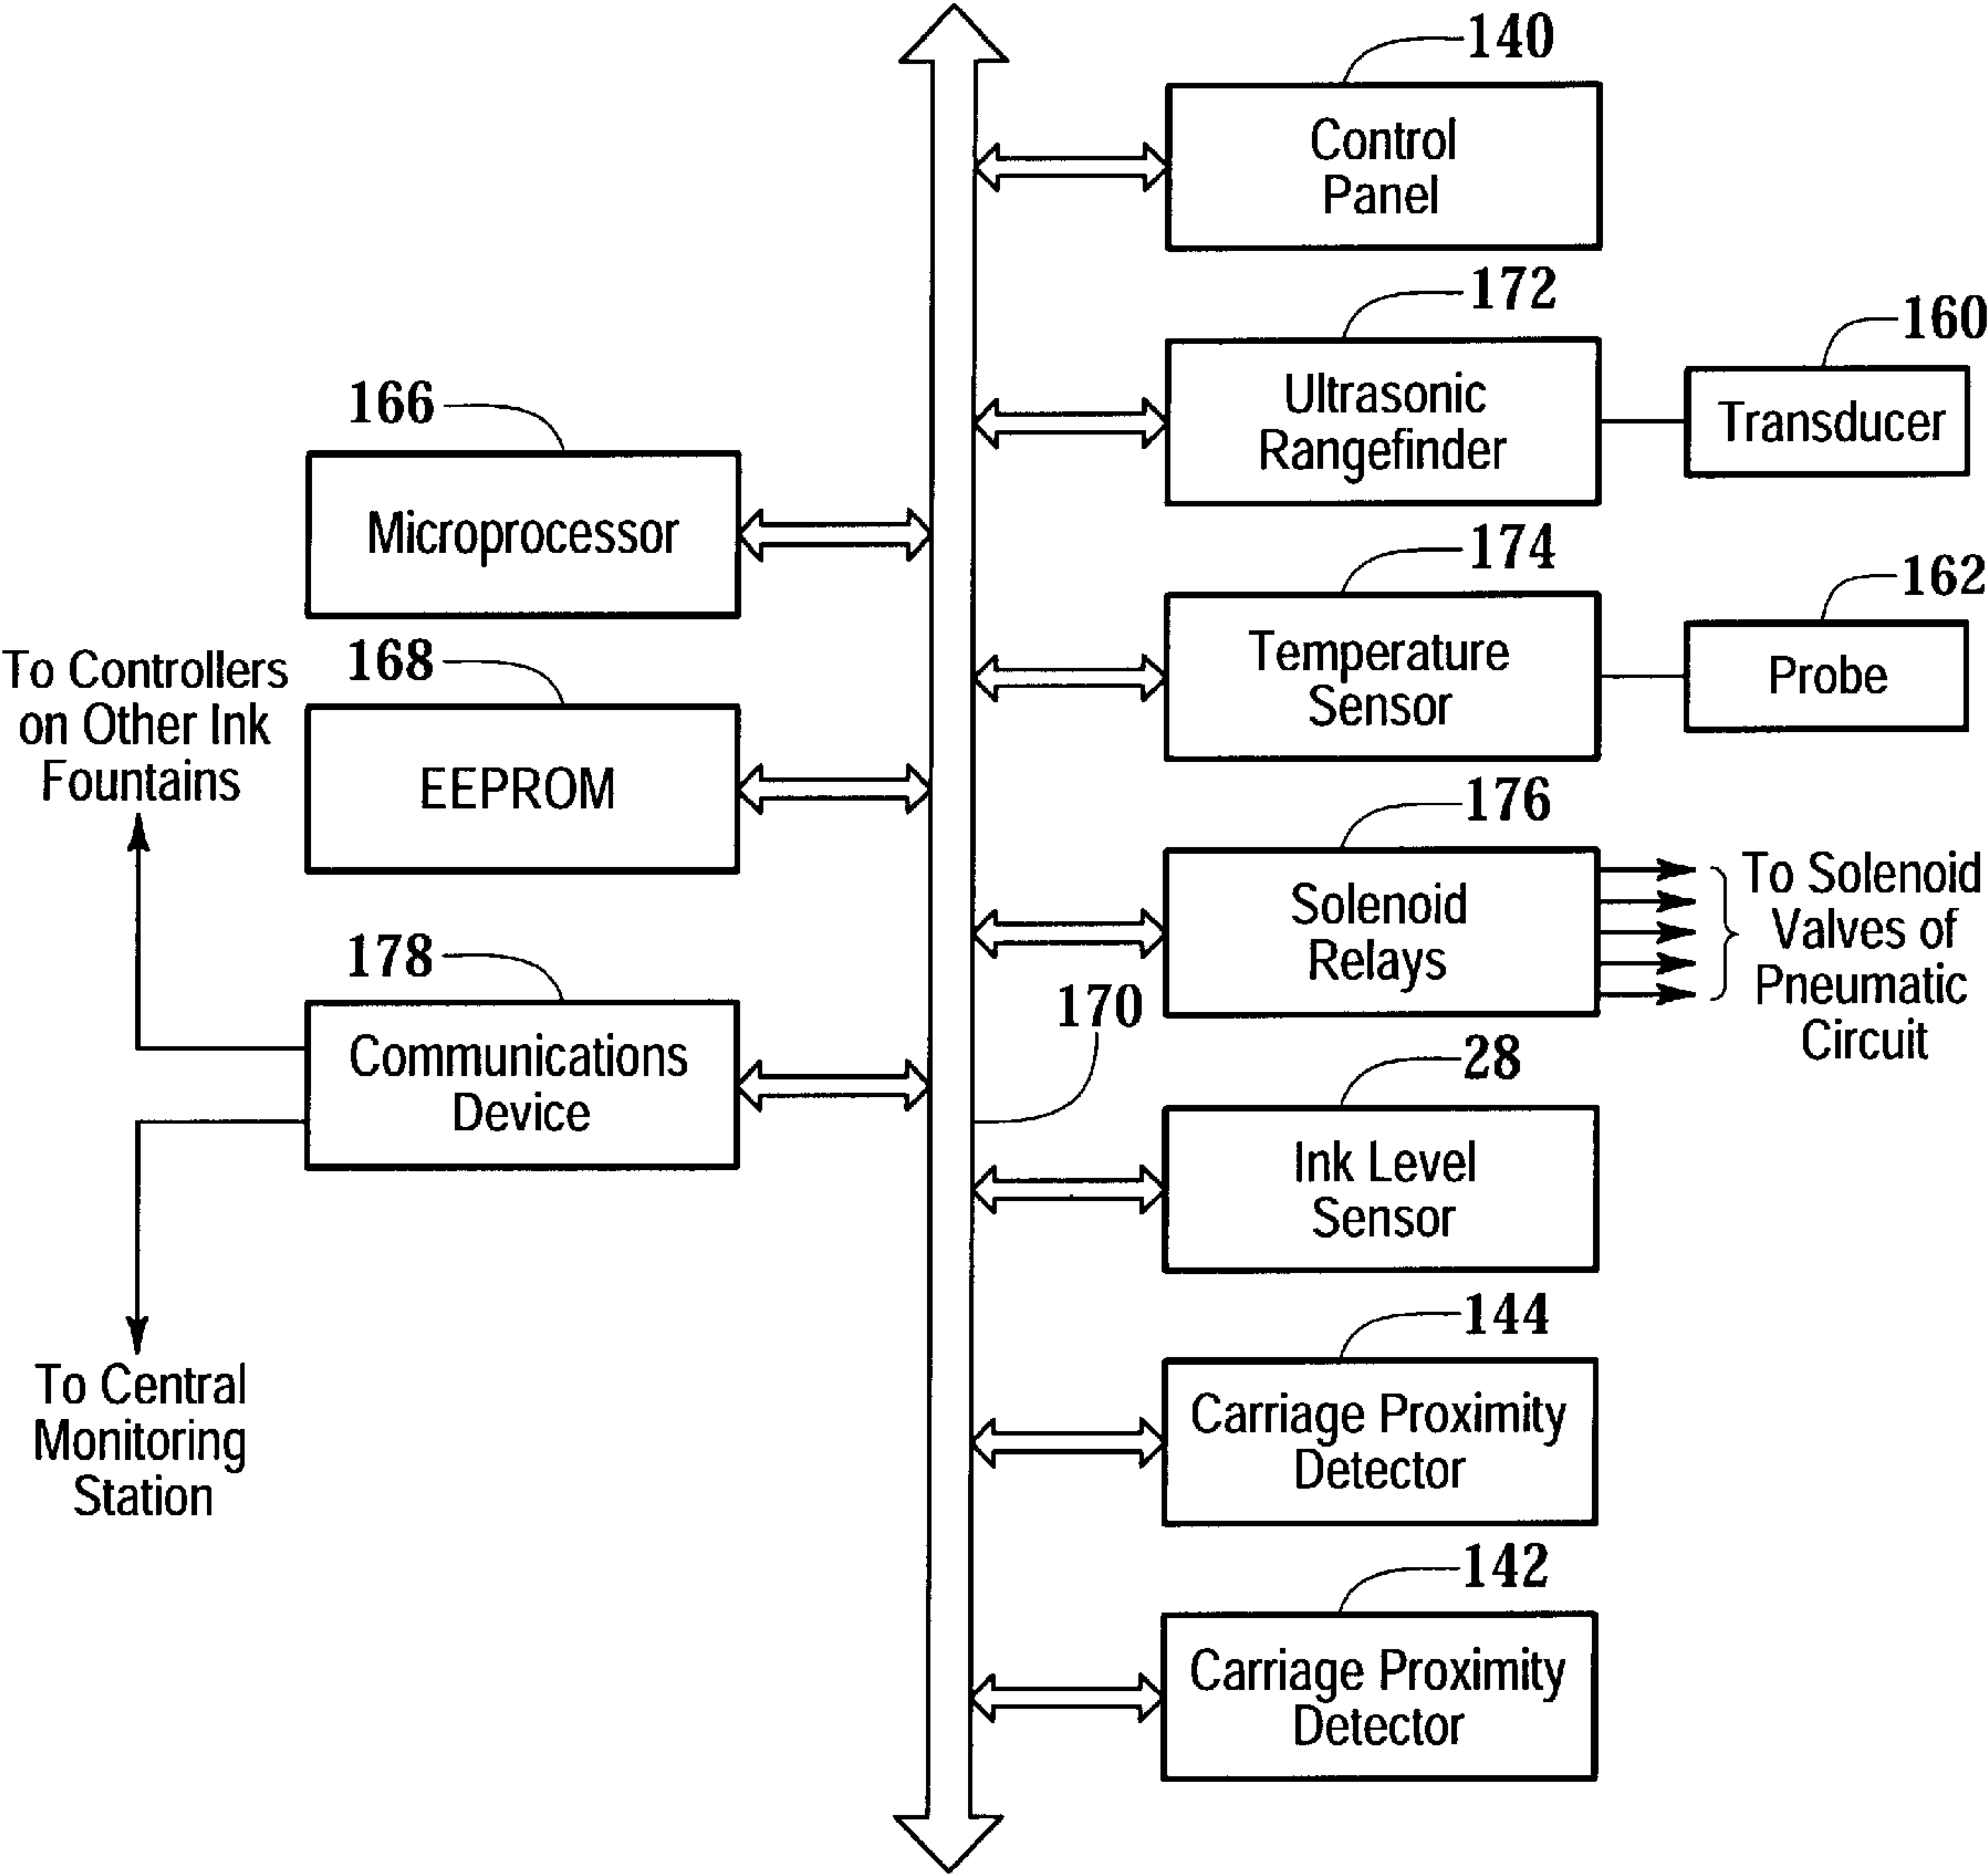 140
Control
Panel
172
Ultrasonic
Rangefinder
160
Transducer
166
Microprocessor
174
Temperature
Sensor
162
Probe
168
EEPROM
To Controllers
on Other Ink
Fountains
176
Solenoid
Relays
To Solenoid
Valves of
Pneumatic
Circuit
178
Communications
Device
170
28
Ink Level
Sensor
To Central
Monitoring
Station
144
Carriage Proximity
Detector
142
Carriage Proximity
Detector